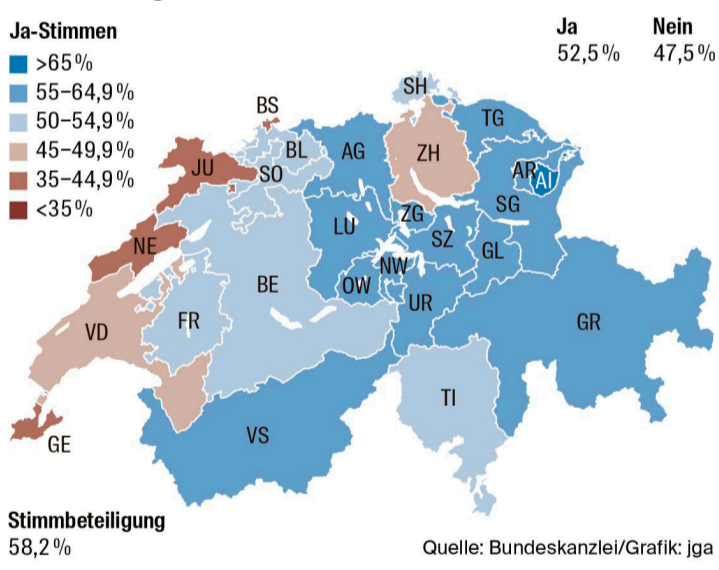 Ja-Stimmen
>65%
55–64,9%
50–54,9%
45–49,9%
35–44,9%
<35%
Ja Nein
52,5% 47,5%
SH
BS
TG
BL
AG
ZH
JU
SO
AR
AI
SG
ZG
LU
SZ
NE
GL
NW
OW
BE
UR
FR
VD
GR
TI
VS
GE
Stimmbeteiligung
58,2%
Quelle: Bundeskanzlei/Grafik: jga